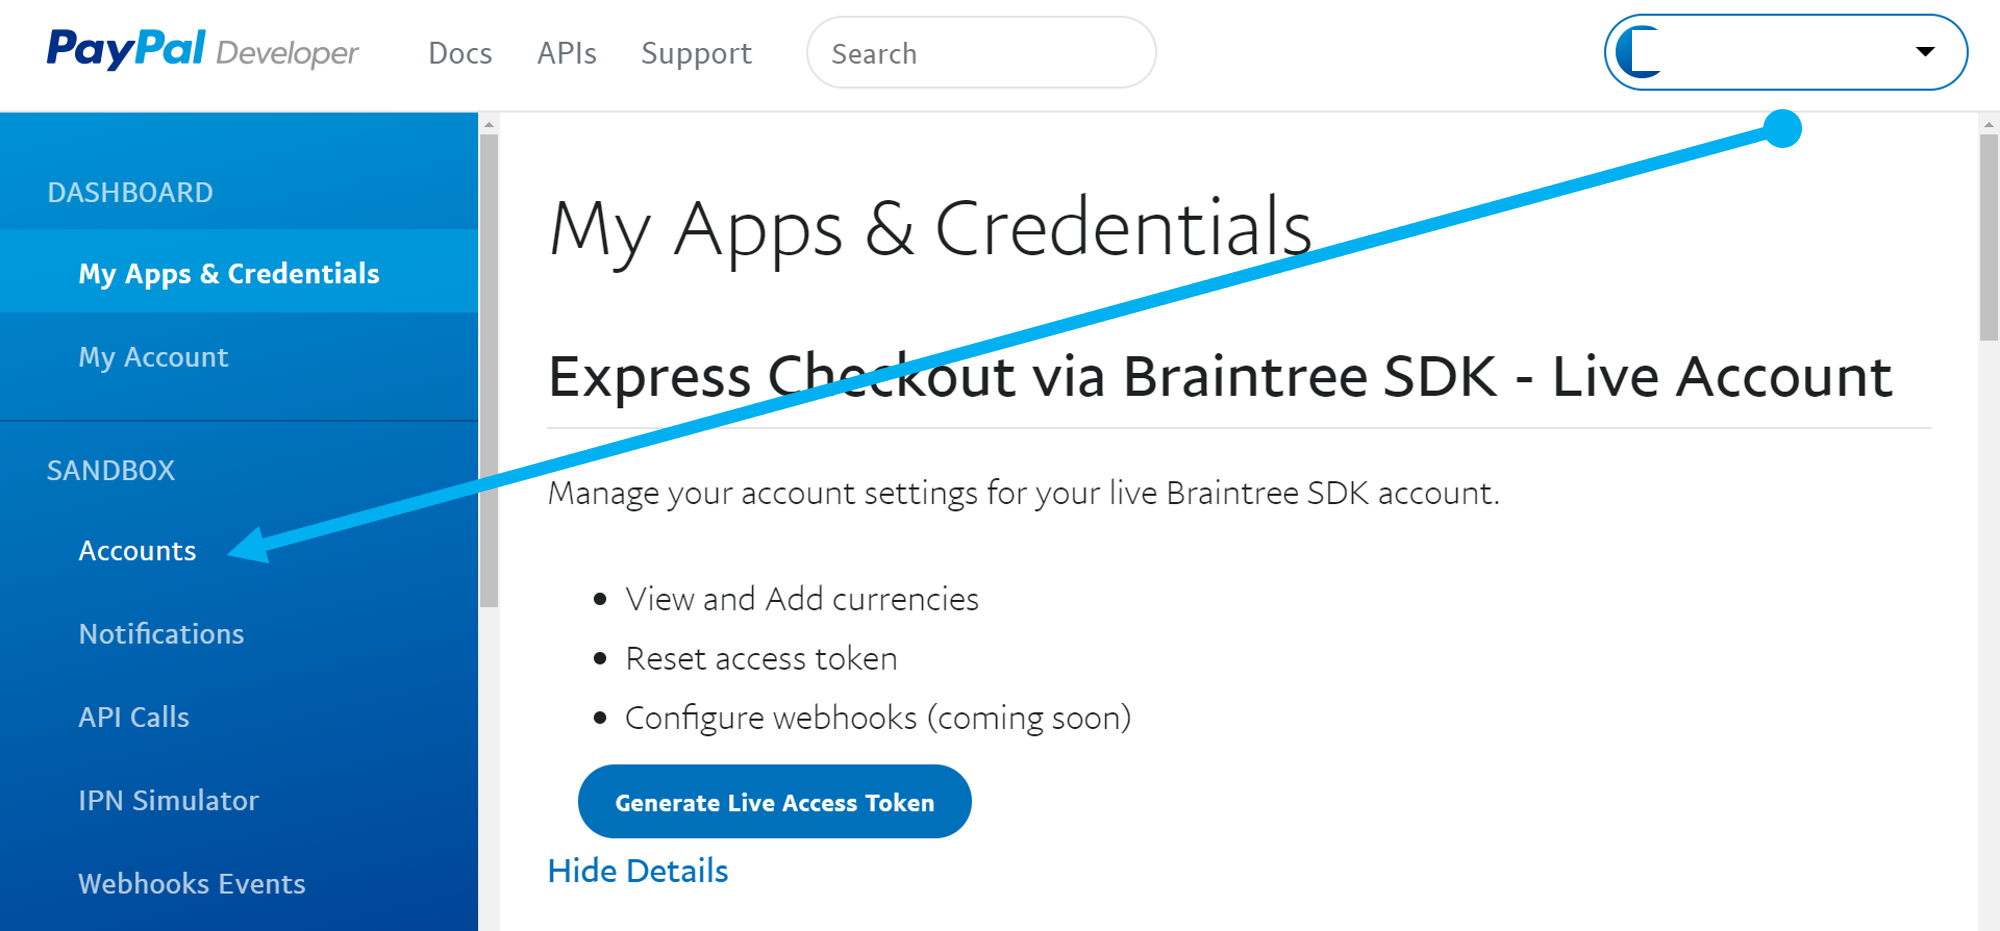 PayPal Developer
Docs
APIs
Support
Search
DASHBOARD
My Apps & Credentials
My Account
SANDBOX
Accounts
Notifications
API Calls
IPN Simulator
Webhooks Events
My Apps & Credentials
Express Checkout via Braintree SDK - Live Account
Manage your account settings for your live Braintree SDK account.
• View and Add currencies
• Reset access token
• Configure webhooks (coming soon)
Generate Live Access Token
Hide Details